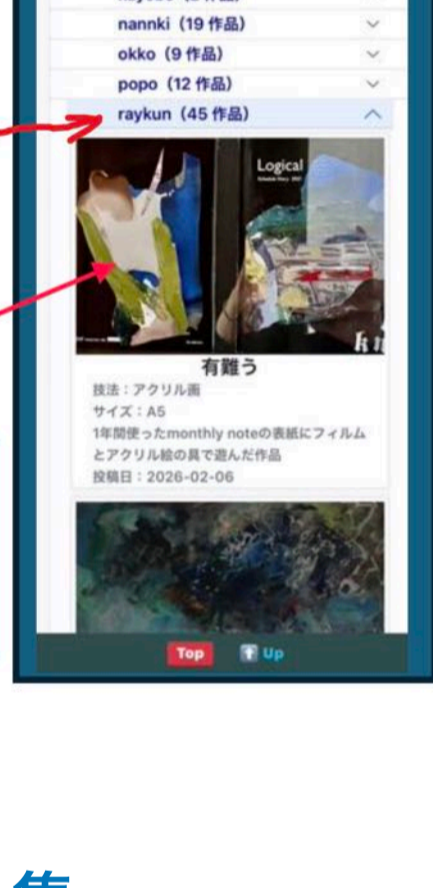 nannki（19 作品）
okko（9 作品）
popo（12 作品）
raykun（45 作品）
Logical
有難う
技法：アクリル画
サイズ：A5
1年間使ったmonthly noteの表紙にフィルム
とアクリル絵の具で遊んだ作品
投稿日：2026-02-06
Top
Up
集